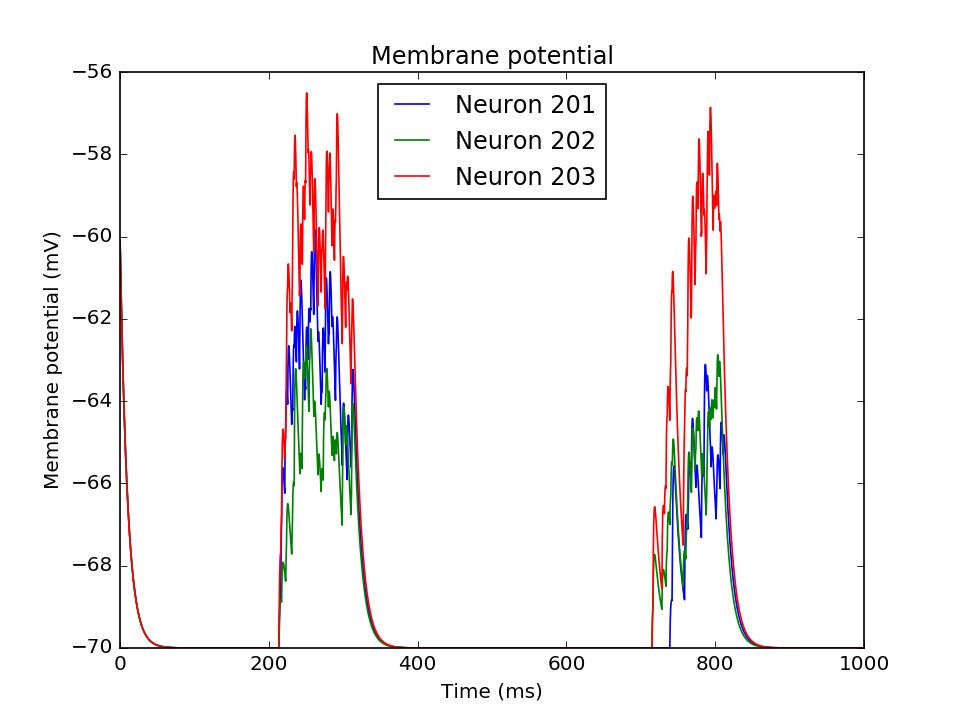 Membrane potential
−56
−58
−60
−62
−64
−66
−68
−70
Membrane potential (mV)
Neuron 201
Neuron 202
Neuron 203
0
200
400
600
800
1000
Time (ms)